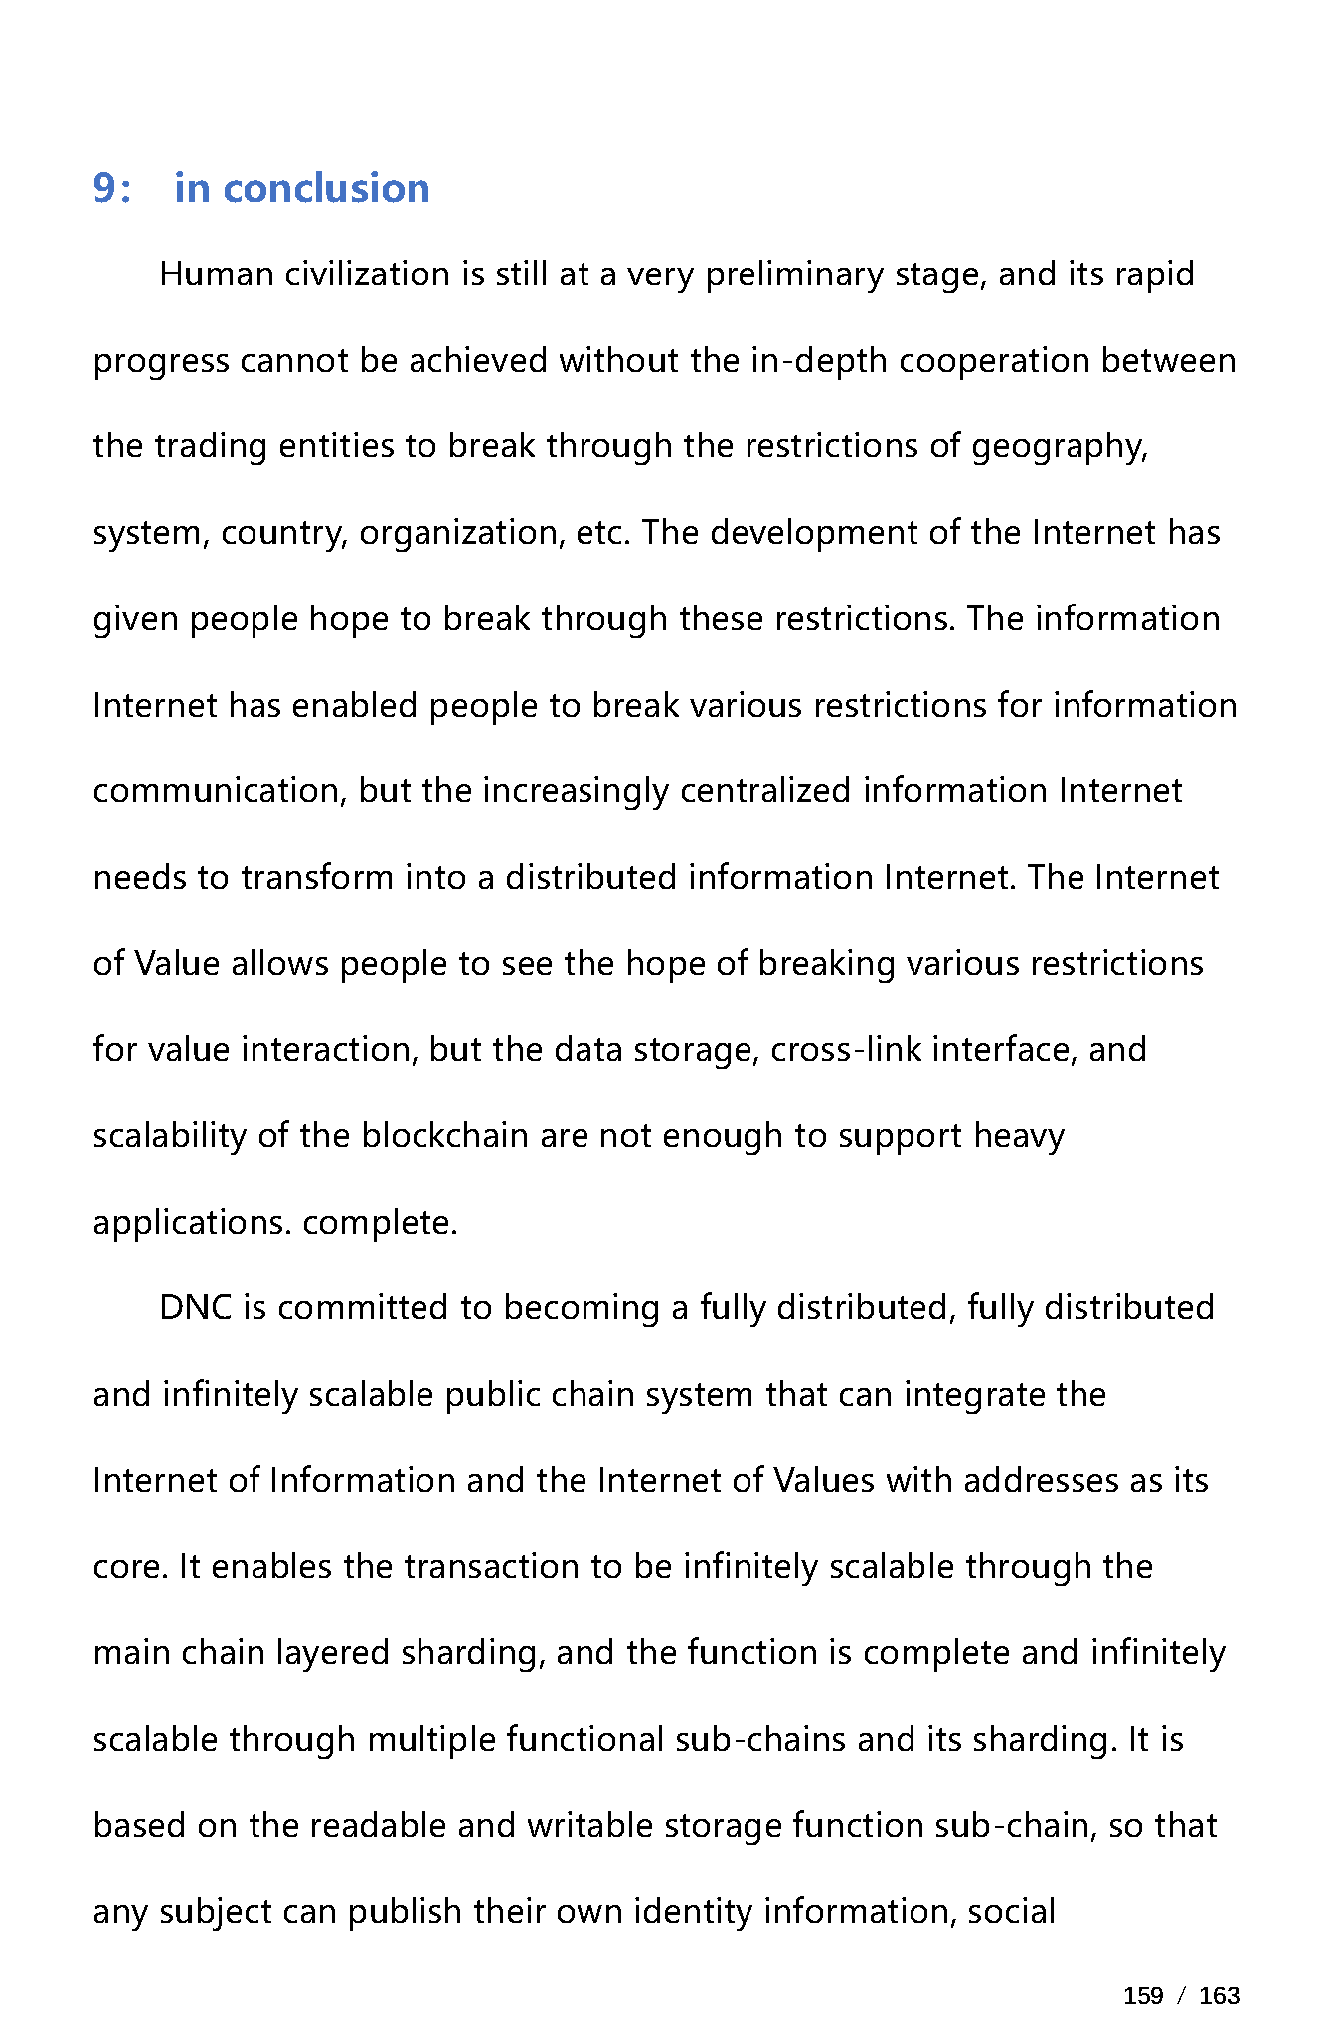 9： in conclusion
Human civilization is still at a very preliminary stage, and its rapid
progress cannot be achieved without the in-depth cooperation between
the trading entities to break through the restrictions of geography,
system, country, organization, etc. The development of the Internet has
given people hope to break through these restrictions. The information
Internet has enabled people to break various restrictions for information
communication, but the increasingly centralized information Internet
needs to transform into a distributed information Internet. The Internet
of Value allows people to see the hope of breaking various restrictions
for value interaction, but the data storage, cross-link interface, and
scalability of the blockchain are not enough to support heavy
applications. complete.
DNC is committed to becoming a fully distributed, fully distributed
and infinitely scalable public chain system that can integrate the
Internet of Information and the Internet of Values with addresses as its
core. It enables the transaction to be infinitely scalable through the
main chain layered sharding, and the function is complete and infinitely
scalable through multiple functional sub-chains and its sharding. It is
based on the readable and writable storage function sub-chain, so that
any subject can publish their own identity information, social
159 / 163